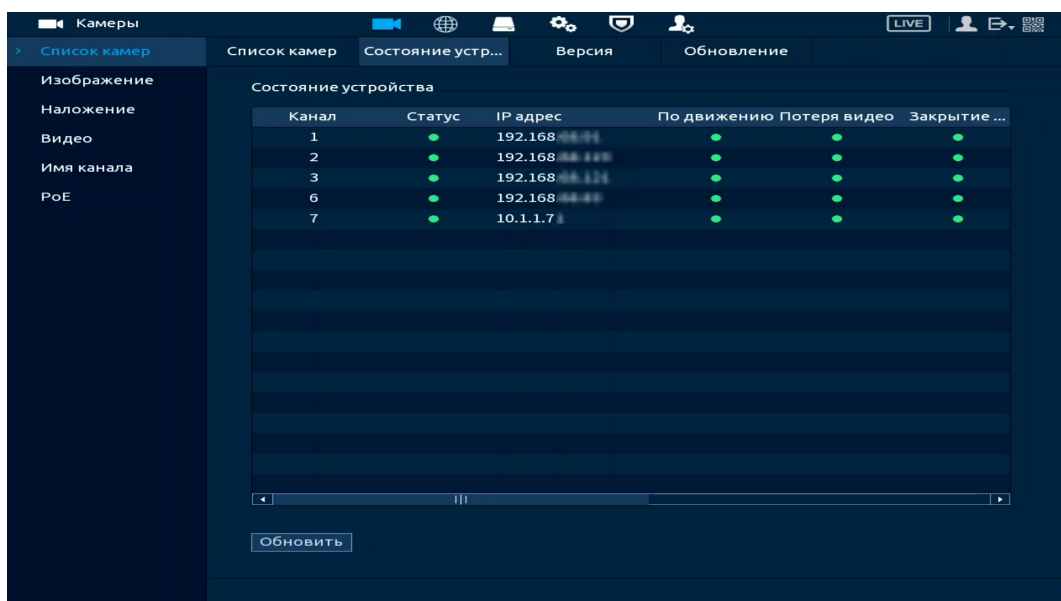 Камеры LIVE
Список камер
Изображение
Наложение
Видео
Имя канала
PoE
Список камер Состояние устр... Версия Обновление
Состояние устройства
Канал Статус IP адрес По движению Потеря видео Закрытие ...
1 192.168
2 192.168
3 192.168
6 192.168
7 10.1.1.7
Обновить